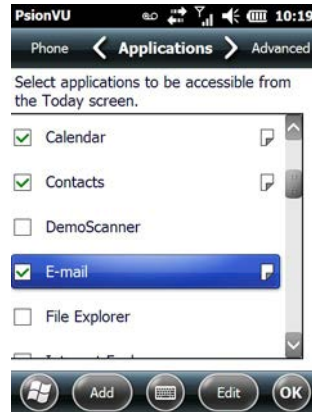 PsionVU 10:19
Phone Applications Advanced
Select applications to be accessible from
the Today screen.
Calendar
Contacts
DemoScanner
E-mail
File Explorer
Add Edit OK